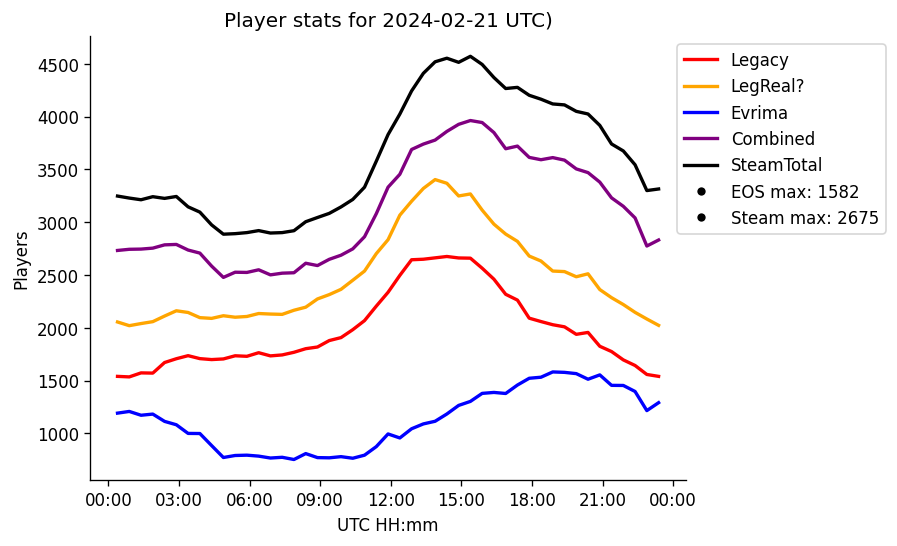 Player stats for 2024-02-21 UTC)
Legacy
LegReal?
Evrima
Combined
SteamTotal
EOS max: 1582
Steam max: 2675
Players
4500
4000
3500
3000
2500
2000
1500
1000
00:00 03:00 06:00 09:00 12:00 15:00 18:00 21:00 00:00
UTC HH:mm